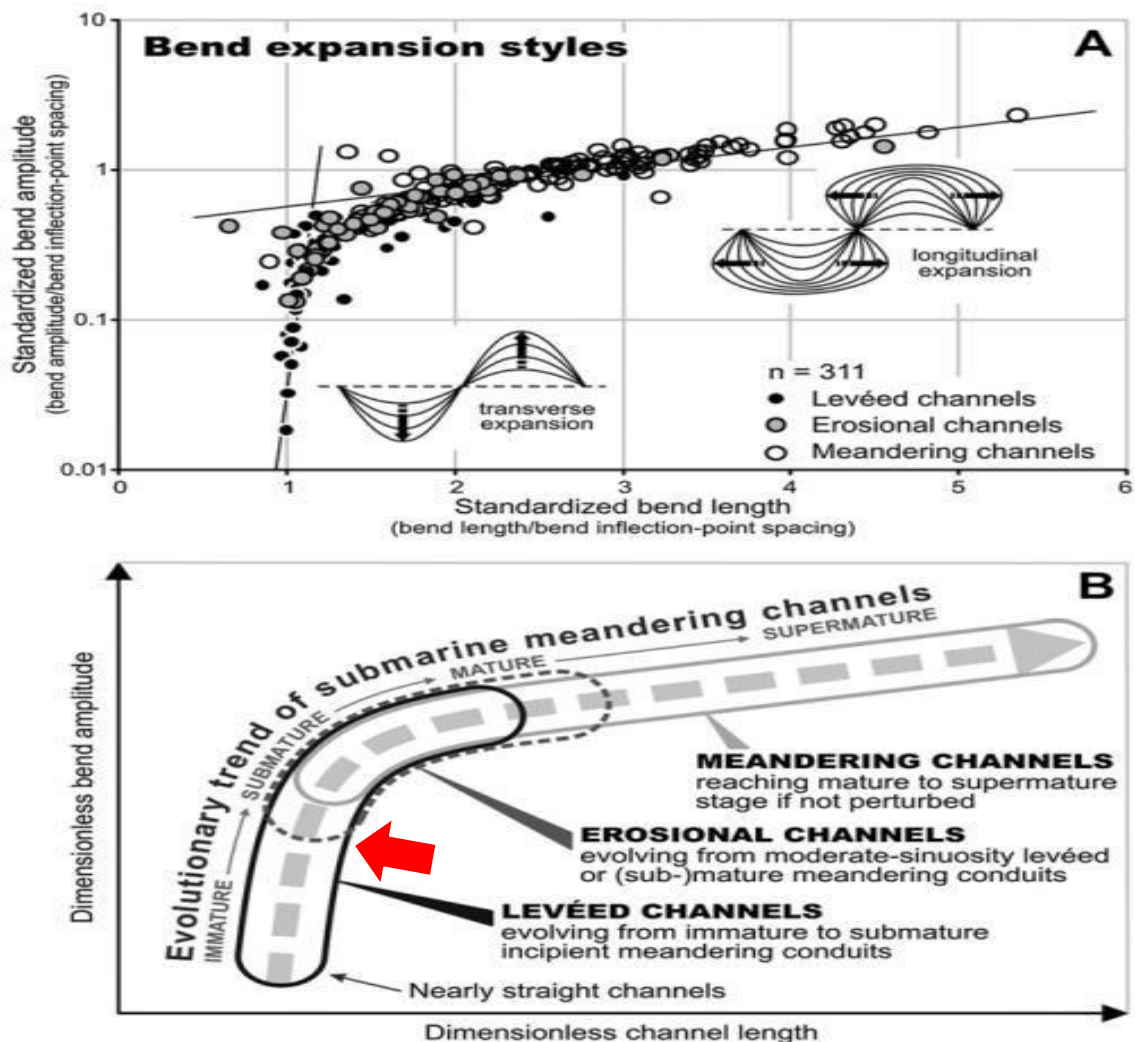 Bend expansion styles
A
10
1
0.1
0.01
Standardized bend amplitude
(bend amplitude/bend inflection-point spacing)
longitudinal
expansion
transverse
expansion
n = 311
Levéed channels
Erosional channels
Meandering channels
0 1 2 3 4 5 6
Standardized bend length
(bend length/bend inflection-point spacing)
B
Dimensionless bend amplitude
Evolutionary trend of submarine meandering channels
IMMATURE
SUBMATURE
MATURE
SUPERMATURE
MEANDERING CHANNELS
reaching mature to supermature
stage if not perturbed
EROSIONAL CHANNELS
evolving from moderate-sinuosity levéed
or (sub-)mature meandering conduits
LEVÉED CHANNELS
evolving from immature to submature
incipient meandering conduits
Nearly straight channels
Dimensionless channel length